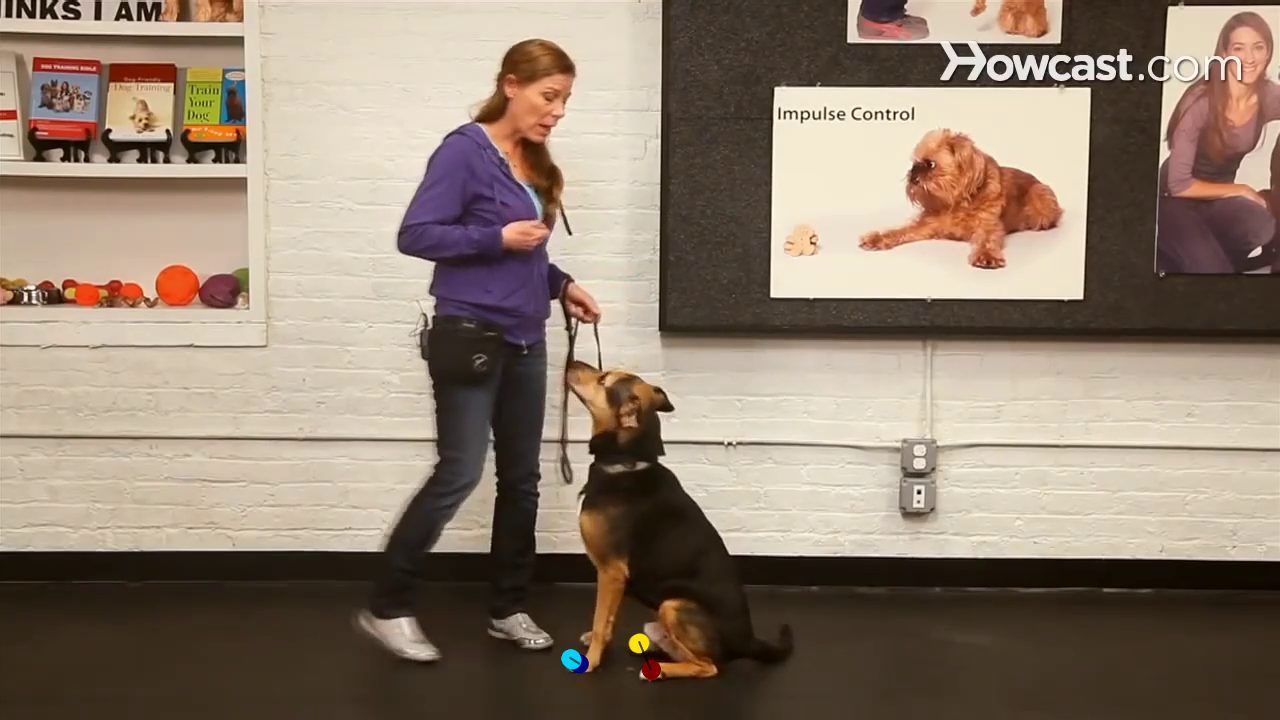 INKS I AM
Howcast.com
DOG TRAINING BIBLE
Dog-Friendly
Dog Training
Train
Your
Dog
Impulse Control